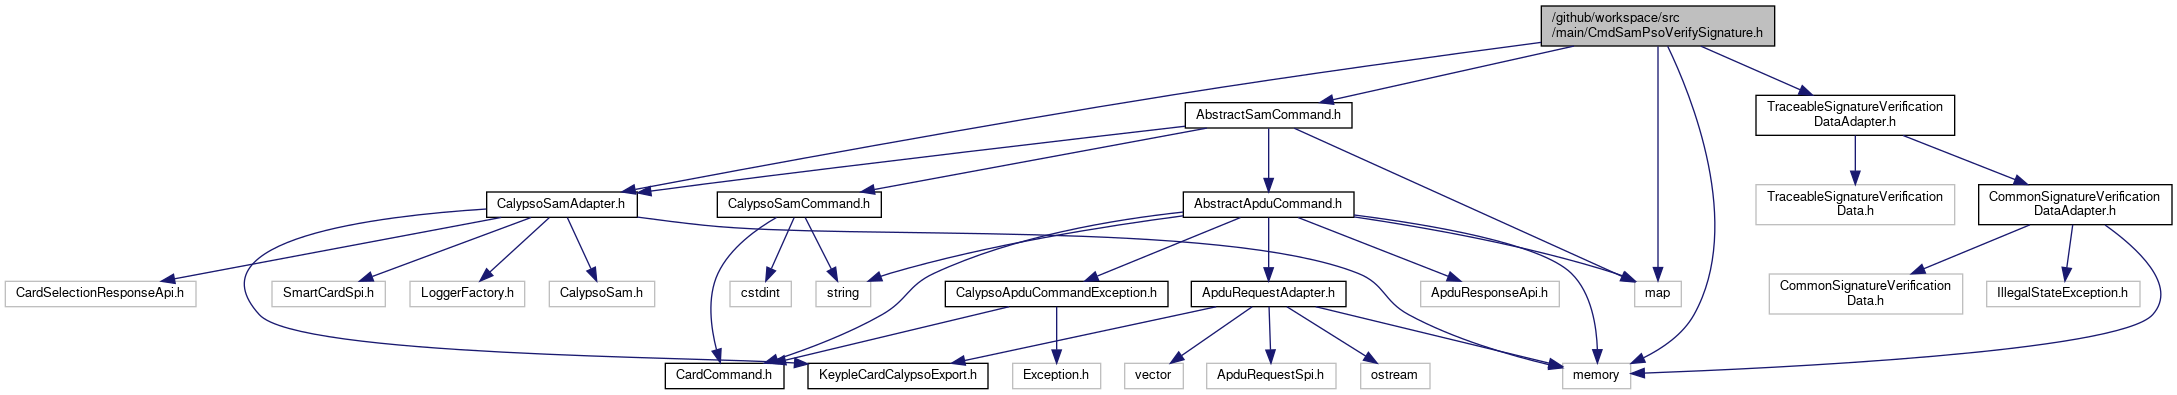 /github/workspace/src
/main/CmdSamPsoVerifySignature.h
AbstractSamCommand.h
TraceableSignatureVerification
DataAdapter.h
CalypsoSamAdapter.h
CalypsoSamCommand.h
AbstractApduCommand.h
TraceableSignatureVerification
Data.h
CommonSignatureVerification
DataAdapter.h
CardSelectionResponseApi.h
SmartCardSpi.h
LoggerFactory.h
CalypsoSam.h
cstdint
string
CalypsoApduCommandException.h
ApduRequestAdapter.h
ApduResponseApi.h
map
CommonSignatureVerification
Data.h
IllegalStateException.h
CardCommand.h
KeypleCardCalypsoExport.h
Exception.h
vector
ApduRequestSpi.h
ostream
memory